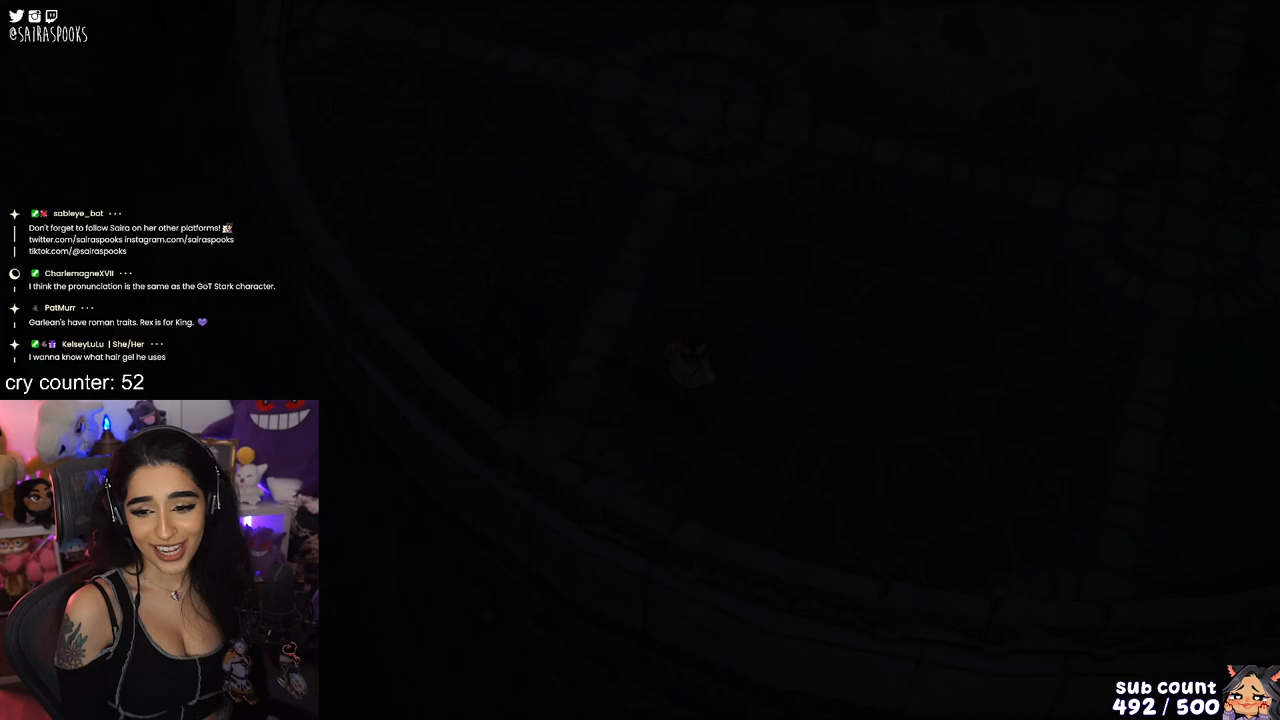 @SAIRASPOOKS
sableye_bot
Don't forget to follow Saira on her other platforms!
twitter.com/sairaspooks instagram.com/sairaspooks
tiktok.com/@sairaspooks
CharlemagneXVII
I think the pronunciation is the same as the GoT Stark character.
PatMurr
Garlean's have roman traits. Rex is for King.
KelseyLuLu | She/Her
I wanna know what hair gel he uses
cry counter: 52
sub count
492 / 500